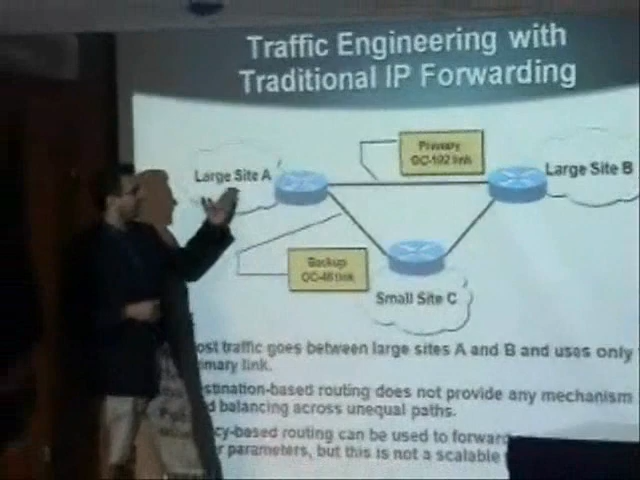 Traffic Engineering with
Traditional IP Forwarding
Primary
OC-192 link
Large Site A
Large Site B
Backup
OC-48 link
Small Site C
ost traffic goes between large sites A and B and uses only
mary link.
stination-based routing does not provide any mechanism
d balancing across unequal paths.
cy-based routing can be used to forward
r parameters, but this is not a scalable